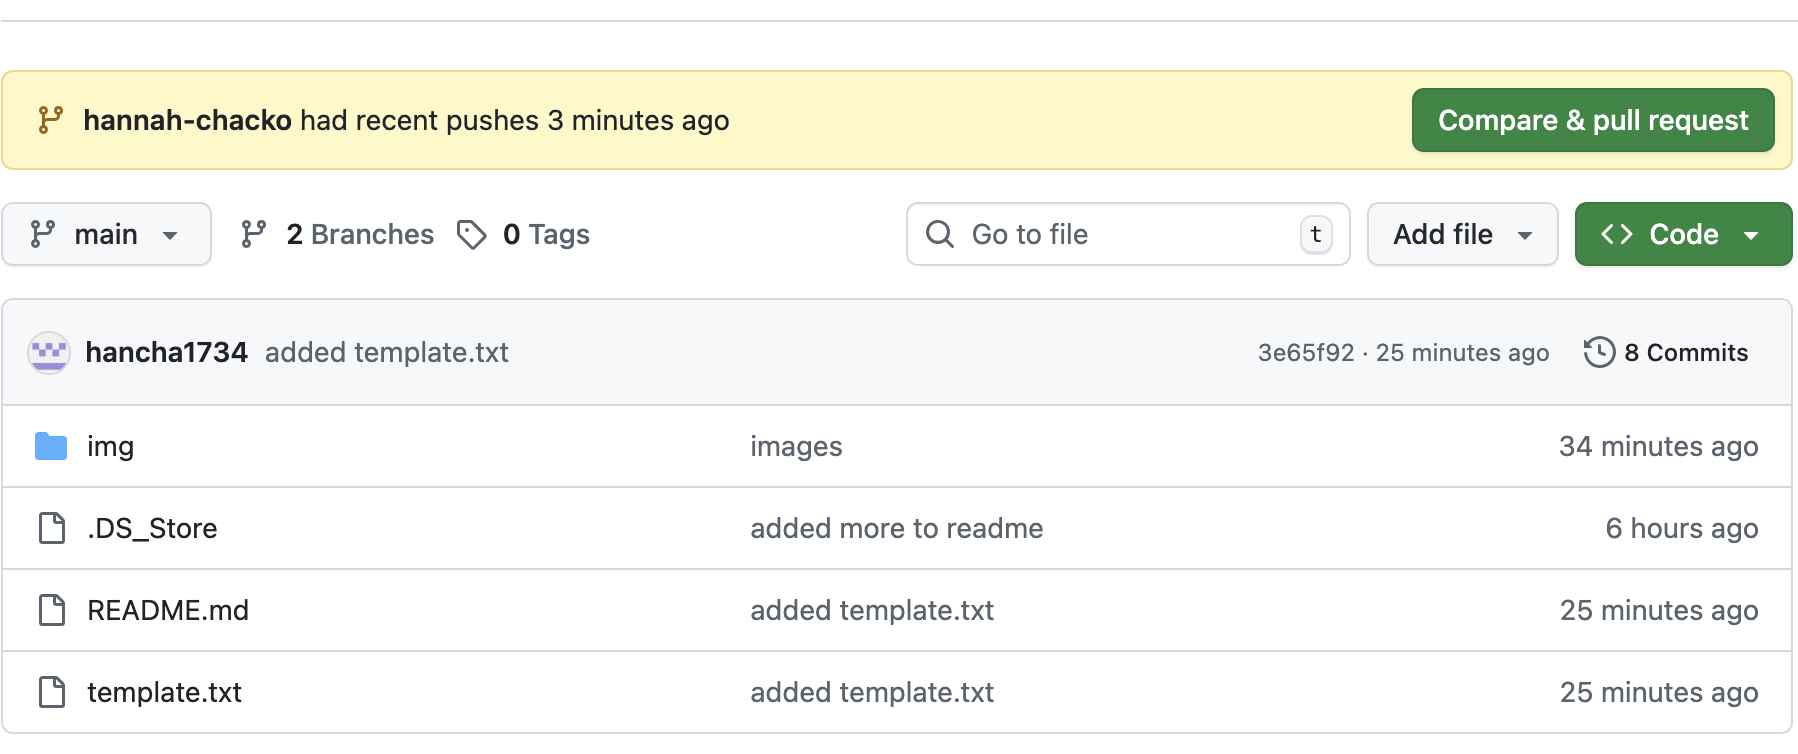 hannah-chacko had recent pushes 3 minutes ago
Compare & pull request
main
2 Branches
0 Tags
Go to file
t
Add file
Code
hancha1734 added template.txt
3e65f92 · 25 minutes ago
8 Commits
img images 34 minutes ago
.DS_Store added more to readme 6 hours ago
README.md added template.txt 25 minutes ago
template.txt added template.txt 25 minutes ago